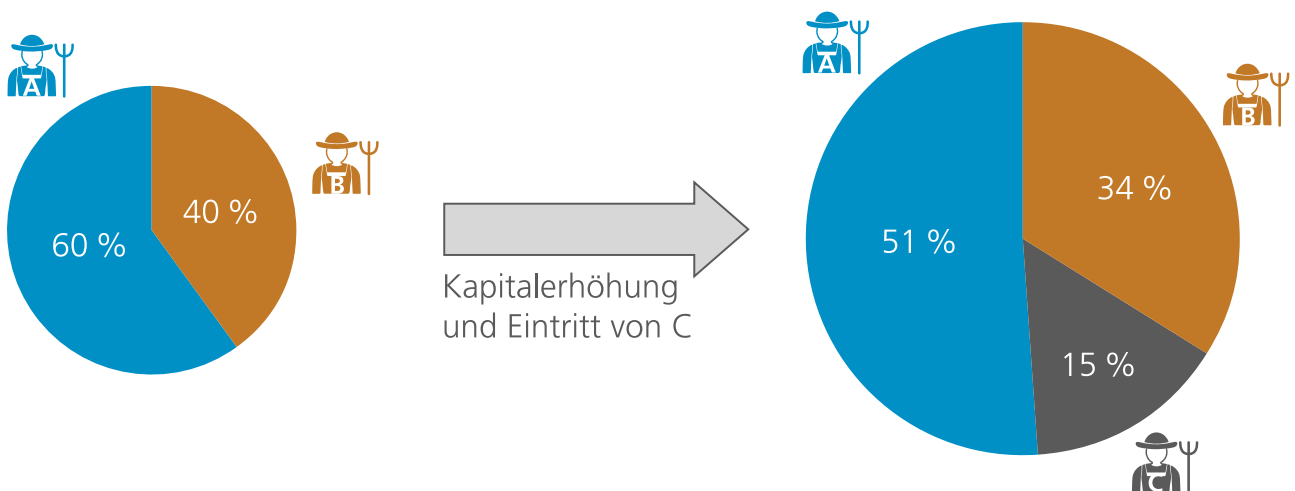 A
B
60 %
40 %
Kapitalerhöhung
und Eintritt von C
A
B
51 %
34 %
15 %
C